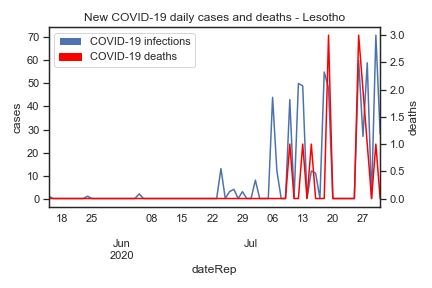 New COVID-19 daily cases and deaths - Lesotho
COVID-19 infections
COVID-19 deaths
cases
70
60
50
40
30
20
10
0
deaths
3.0
2.5
2.0
1.5
1.0
0.5
0.0
18 25 08 15 22 29 06 13 20 27
Jun Jul
2020
dateRep